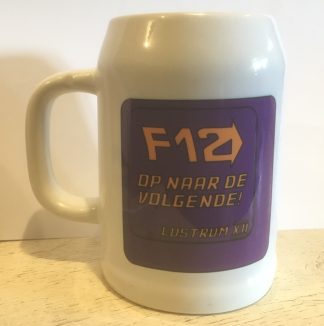 F12
OP NAAR DE
VOLGENDE!
LUSTRUM XII